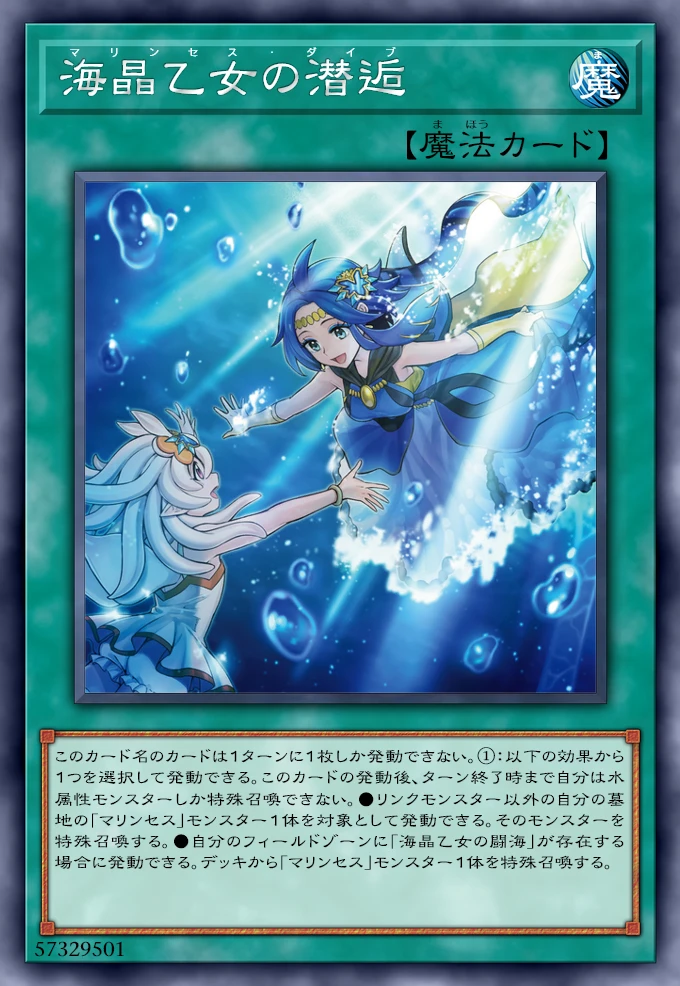 マリンセス・ダイブ
海晶乙女の潜逅
ま
魔
まほう
【魔法カード】
このカード名のカードは1ターンに1枚しか発動できない。①:以下の効果から
1つを選択して発動できる。このカードの発動後、ターン終了時まで自分は水
属性モンスターしか特殊召喚できない。●リンクモンスター以外の自分の墓
地の「マリンセス」モンスター1体を対象として発動できる。そのモンスターを
特殊召喚する。●自分のフィールドゾーンに「海晶乙女の闘海」が存在する
場合に発動できる。デッキから「マリンセス」モンスター1体を特殊召喚する。
57329501